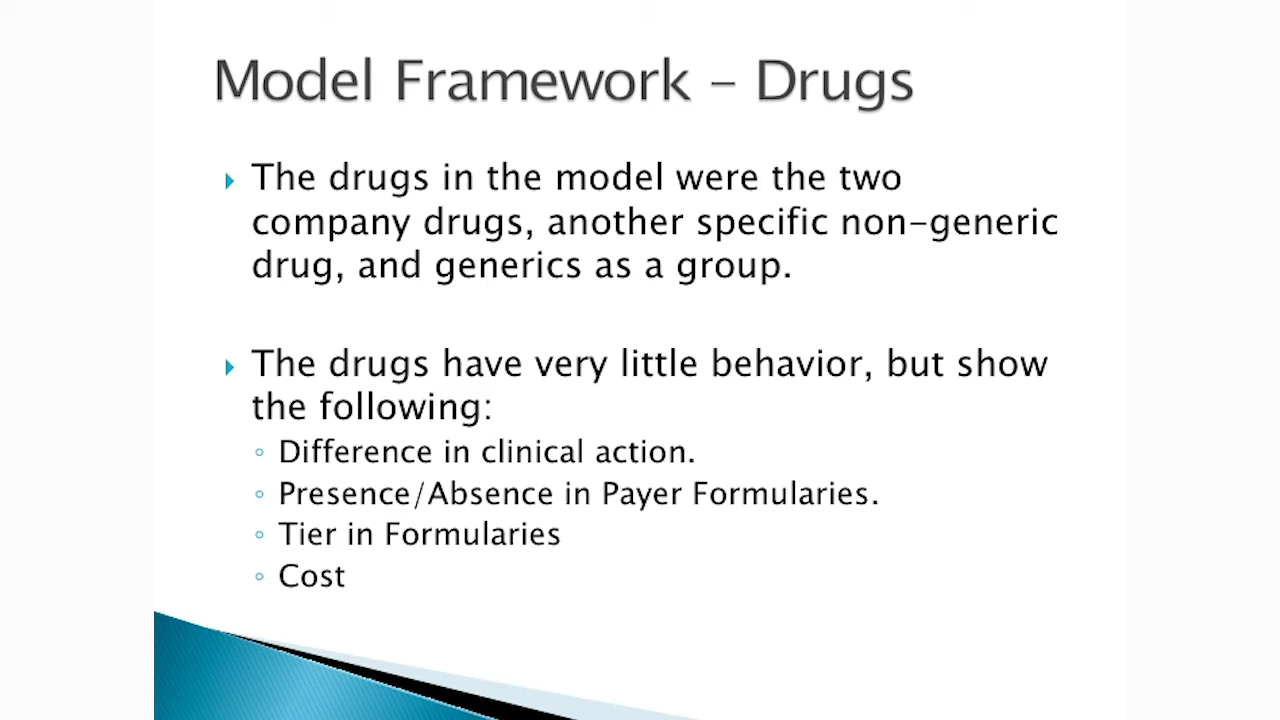 Model Framework – Drugs
The drugs in the model were the two
company drugs, another specific non-generic
drug, and generics as a group.
The drugs have very little behavior, but show
the following:
Difference in clinical action.
Presence/Absence in Payer Formularies.
Tier in Formularies
Cost